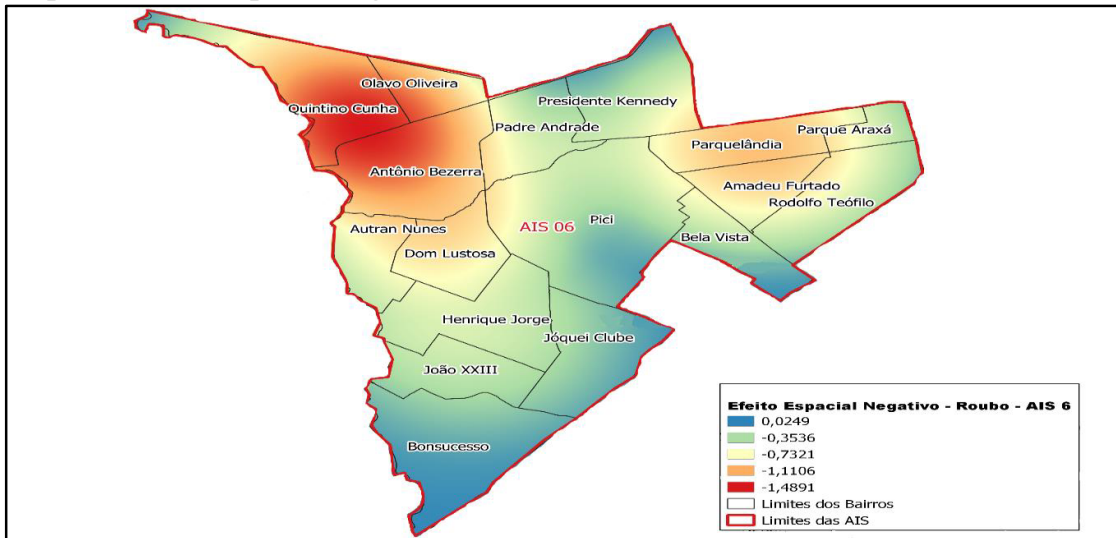 Olavo Oliveira
Quintino Cunha
Presidente Kennedy
Padre Andrade
Parque Araxá
Parquelândia
Antônio Bezerra
Amadeu Furtado
Rodolfo Teófilo
Pici
Autran Nunes
AIS 06
Bela Vista
Dom Lustosa
Henrique Jorge
Jóquei Clube
João XXIII
Bonsucesso
Efeito Espacial Negativo - Roubo - AIS 6
0,0249
-0,3536
-0,7321
-1,1106
-1,4891
Limites dos Bairros
Limites das AIS